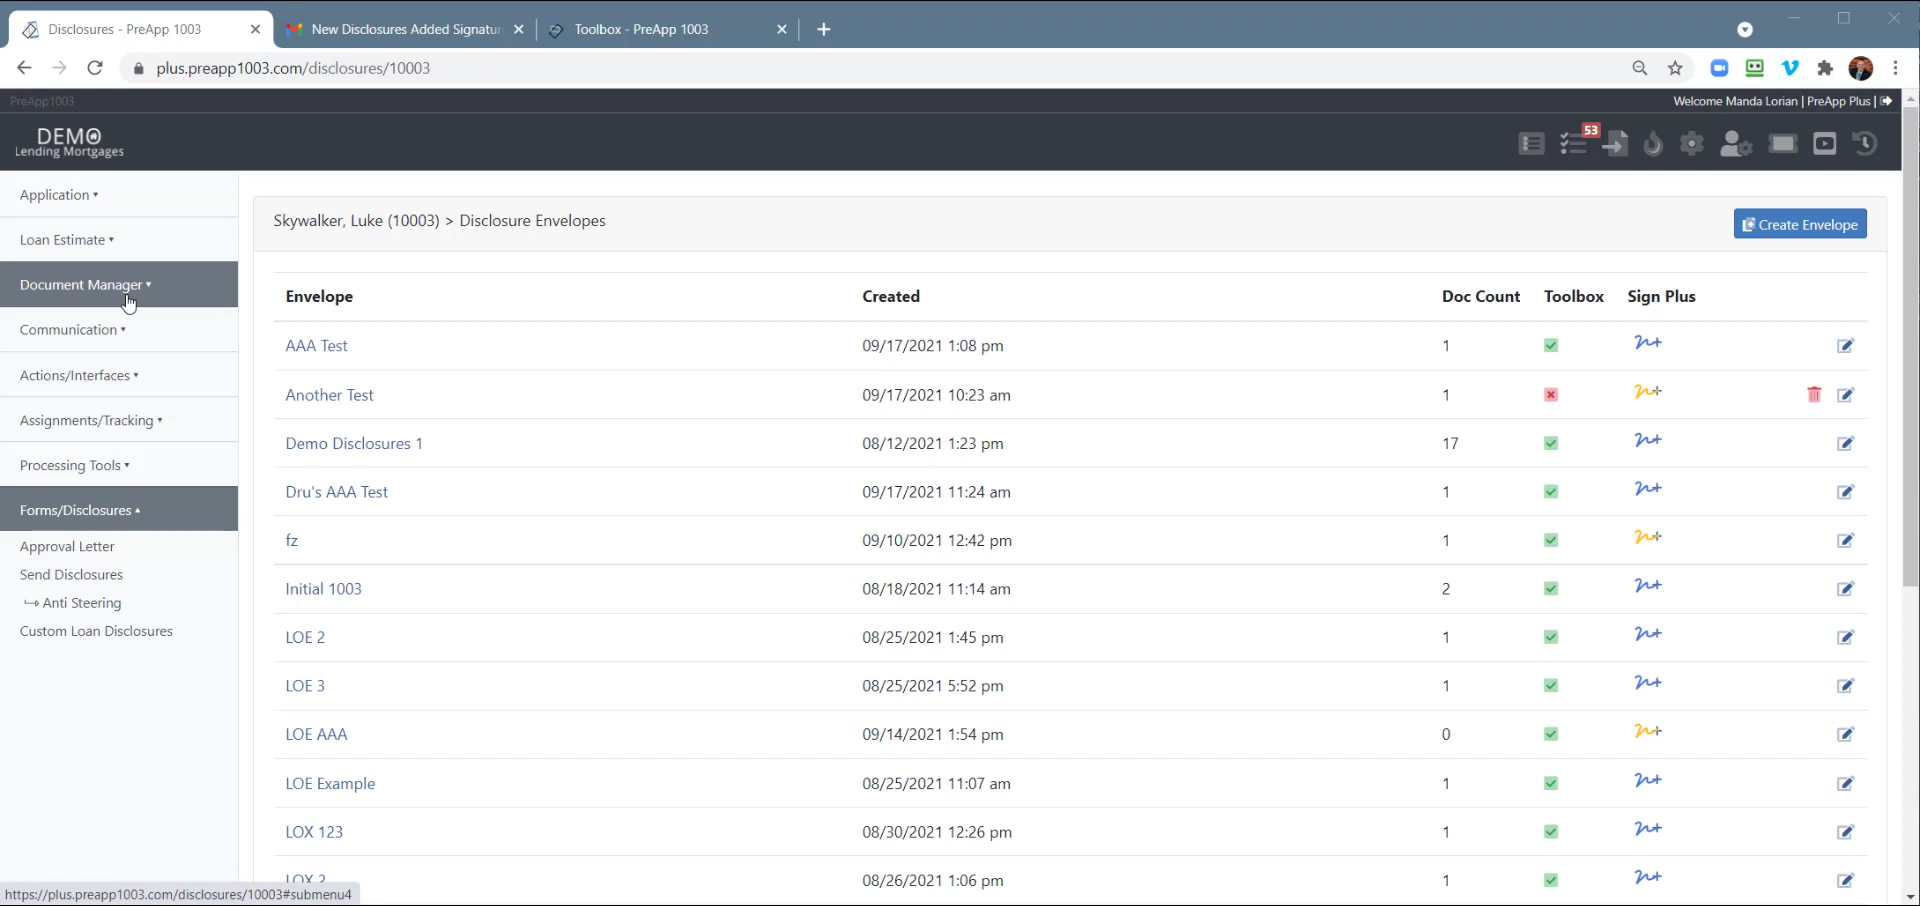 Disclosures - PreApp 1003
New Disclosures Added Signatur
Toolbox - PreApp 1003
plus.preapp1003.com/disclosures/10003
PreApp1003
Welcome Manda Lorian | PreApp Plus |
DEMO
Lending Mortgages
53
Application
Loan Estimate
Document Manager
Communication
Actions/Interfaces
Assignments/Tracking
Processing Tools
Forms/Disclosures
Approval Letter
Send Disclosures
Anti Steering
Custom Loan Disclosures
Skywalker, Luke (10003) > Disclosure Envelopes
Create Envelope
Envelope Created Doc Count Toolbox Sign Plus
AAA Test 09/17/2021 1:08 pm 1
Another Test 09/17/2021 10:23 am 1
Demo Disclosures 1 08/12/2021 1:23 pm 17
Dru's AAA Test 09/17/2021 11:24 am 1
fz 09/10/2021 12:42 pm 1
Initial 1003 08/18/2021 11:14 am 2
LOE 2 08/25/2021 1:45 pm 1
LOE 3 08/25/2021 5:52 pm 1
LOE AAA 09/14/2021 1:54 pm 0
LOE Example 08/25/2021 11:07 am 1
LOX 123 08/30/2021 12:26 pm 1
LOX 2 08/26/2021 1:06 pm 1
https://plus.preapp1003.com/disclosures/10003#submenu4